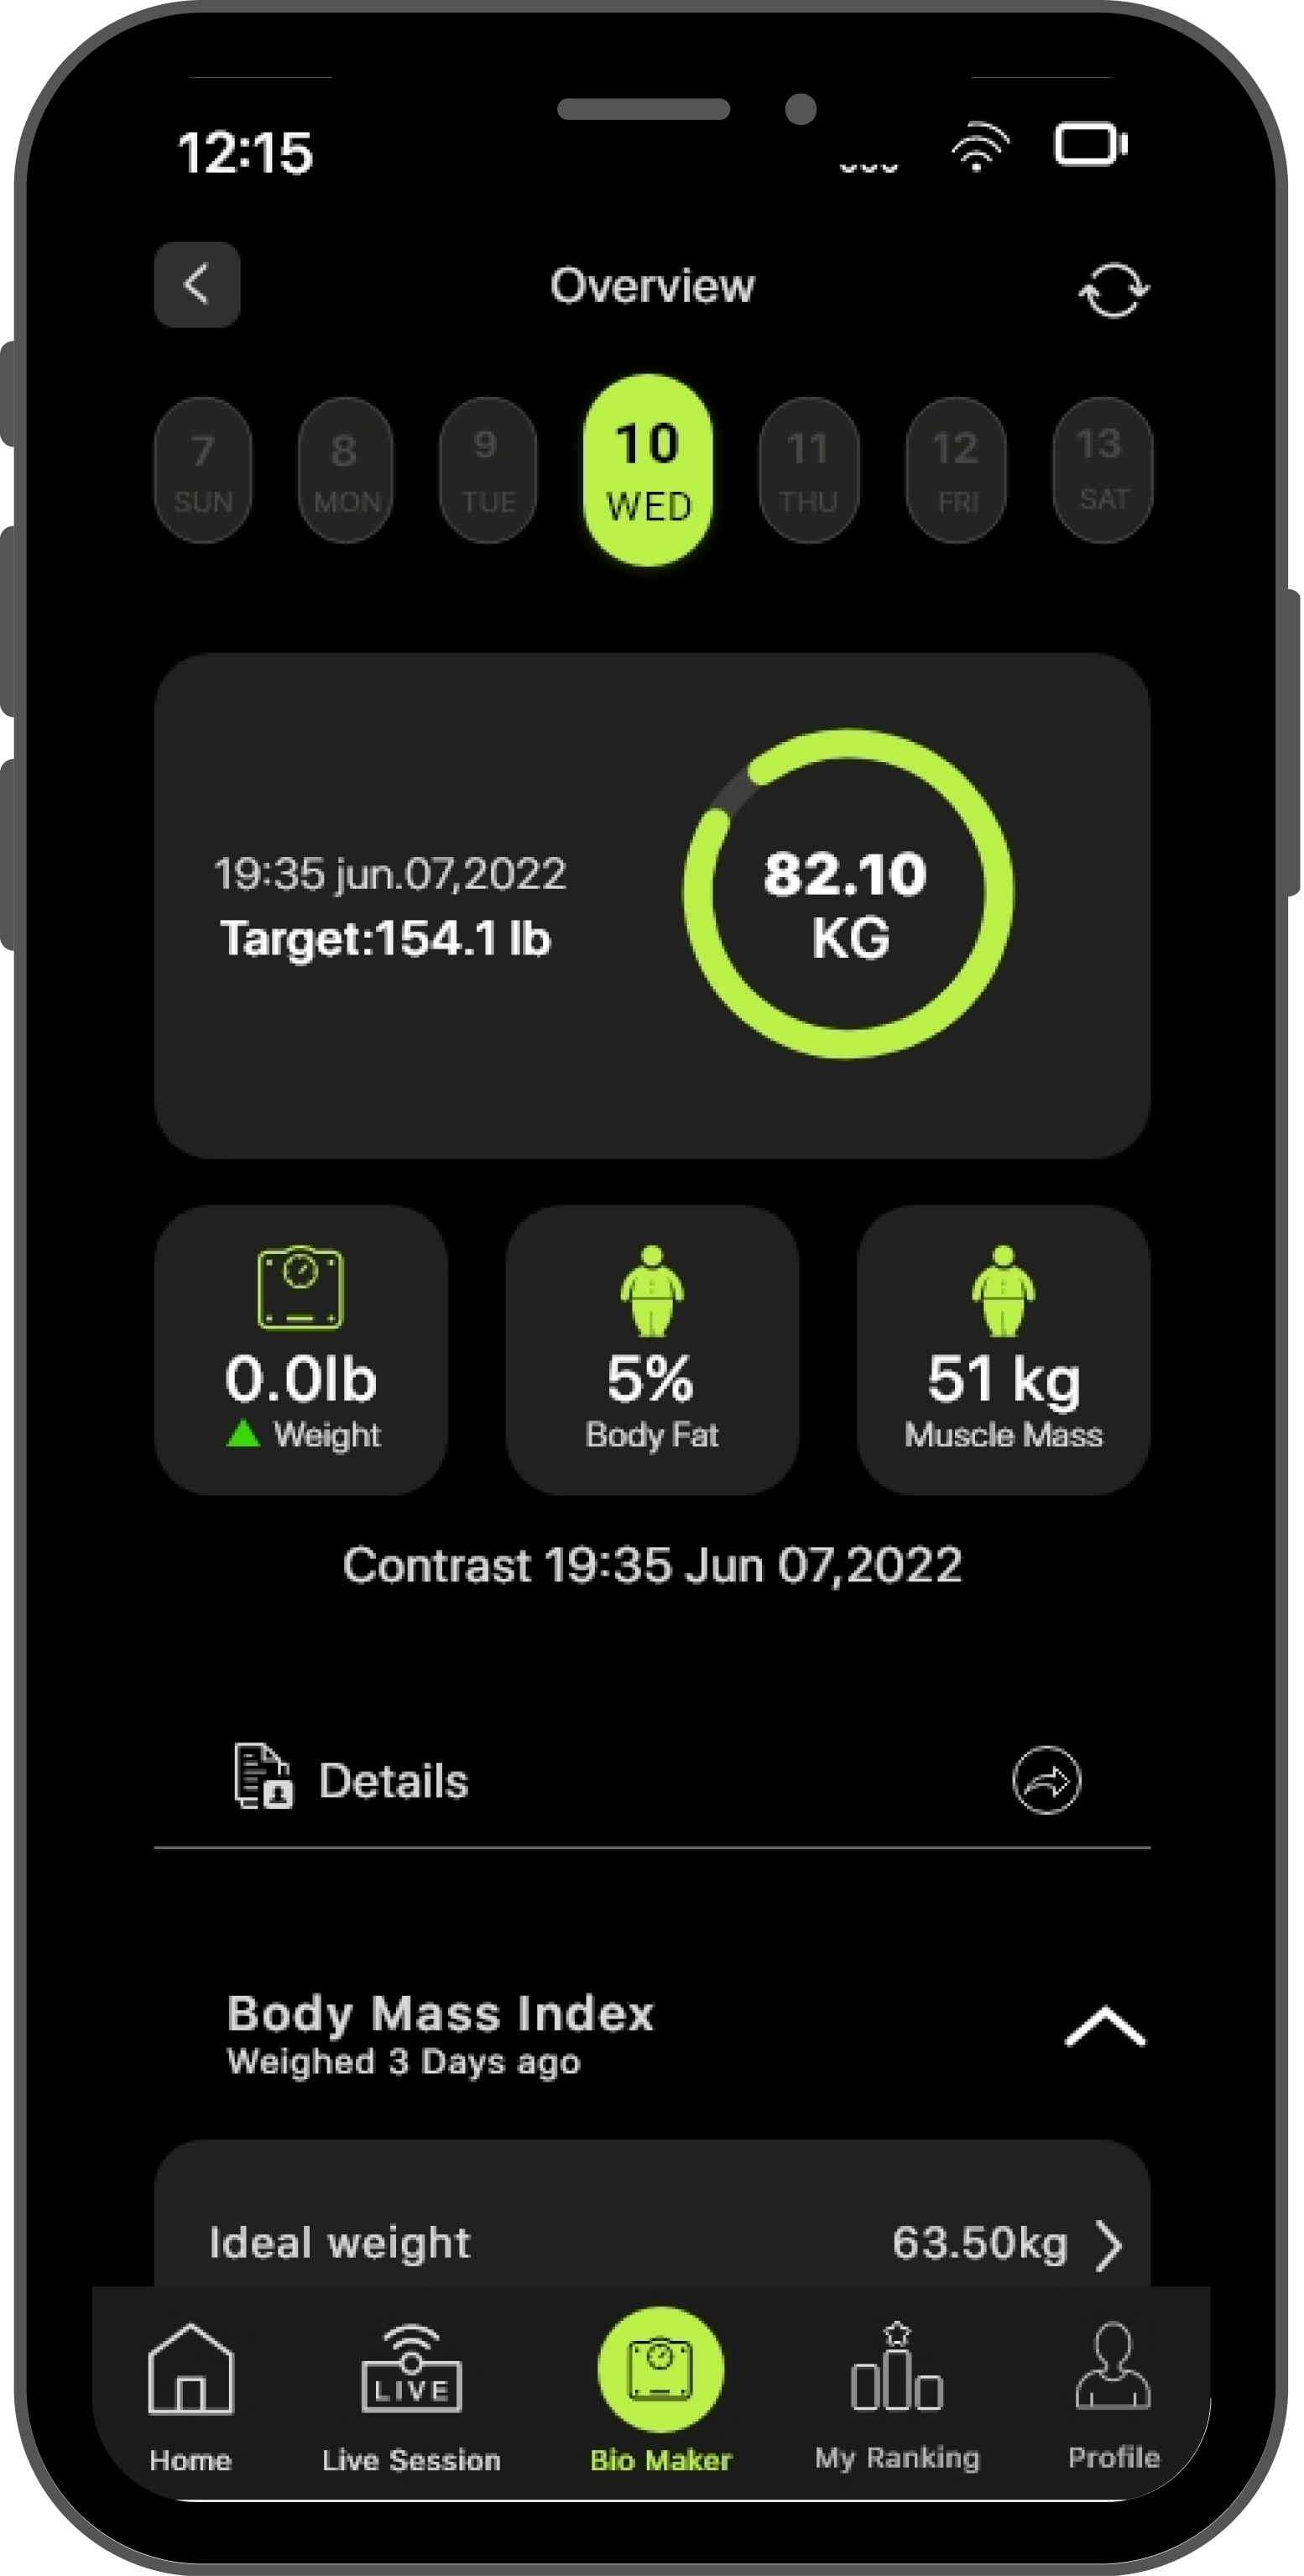 12:15
Overview
7 8 9 10 11 12 13
SUN MON TUE WED THU FRI SAT
19:35 jun.07,2022
Target:154.1 lb
82.10
KG
0.0lb
Weight
5%
Body Fat
51 kg
Muscle Mass
Contrast 19:35 Jun 07,2022
Details
Body Mass Index
Weighed 3 Days ago
Ideal weight 63.50kg
LIVE
Home Live Session Bio Maker My Ranking Profile